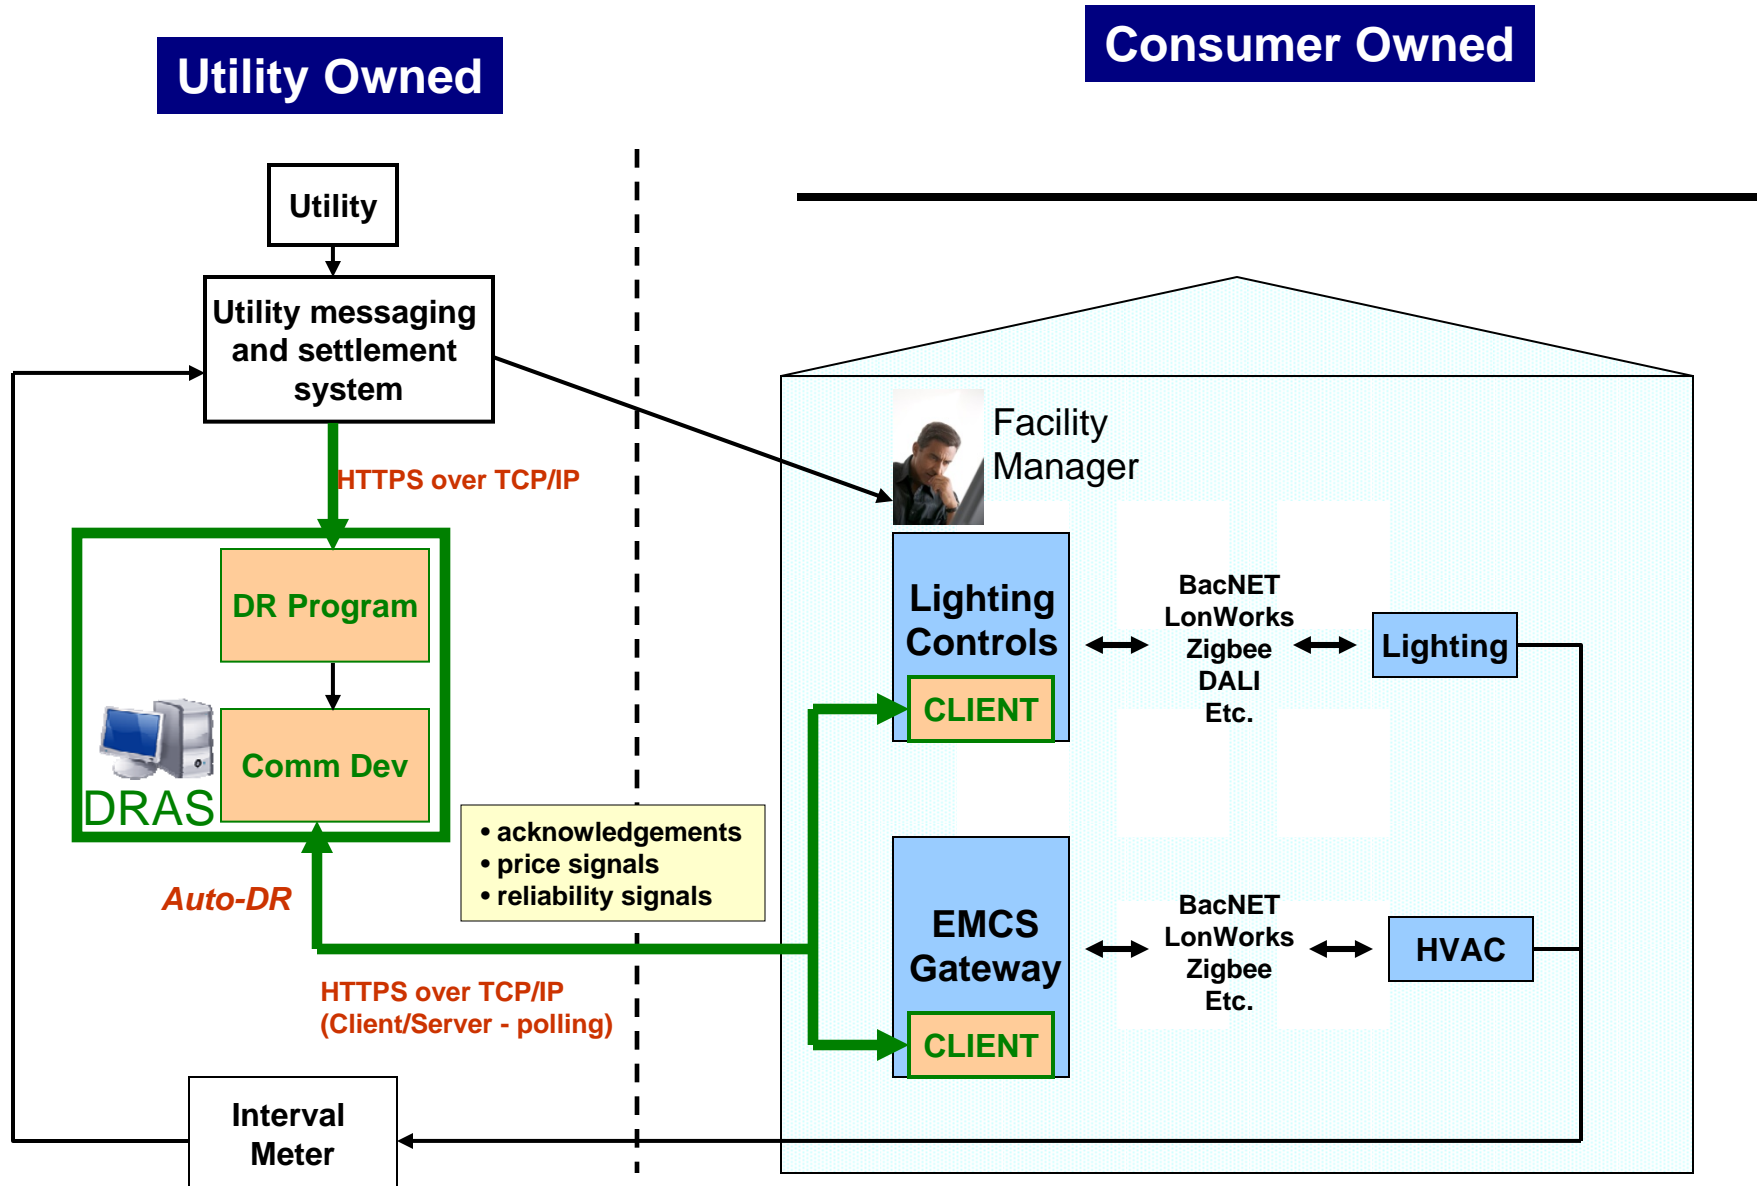 Utility Owned
Consumer Owned
Utility
Utility messaging
and settlement
system
HTTPS over TCP/IP
DR Program
Comm Dev
DRAS
Auto-DR
• acknowledgements
• price signals
• reliability signals
HTTPS over TCP/IP
(Client/Server - polling)
Interval
Meter
Facility
Manager
Lighting
Controls
CLIENT
BacNET
LonWorks
Zigbee
DALI
Etc.
Lighting
EMCS
Gateway
CLIENT
BacNET
LonWorks
Zigbee
Etc.
HVAC